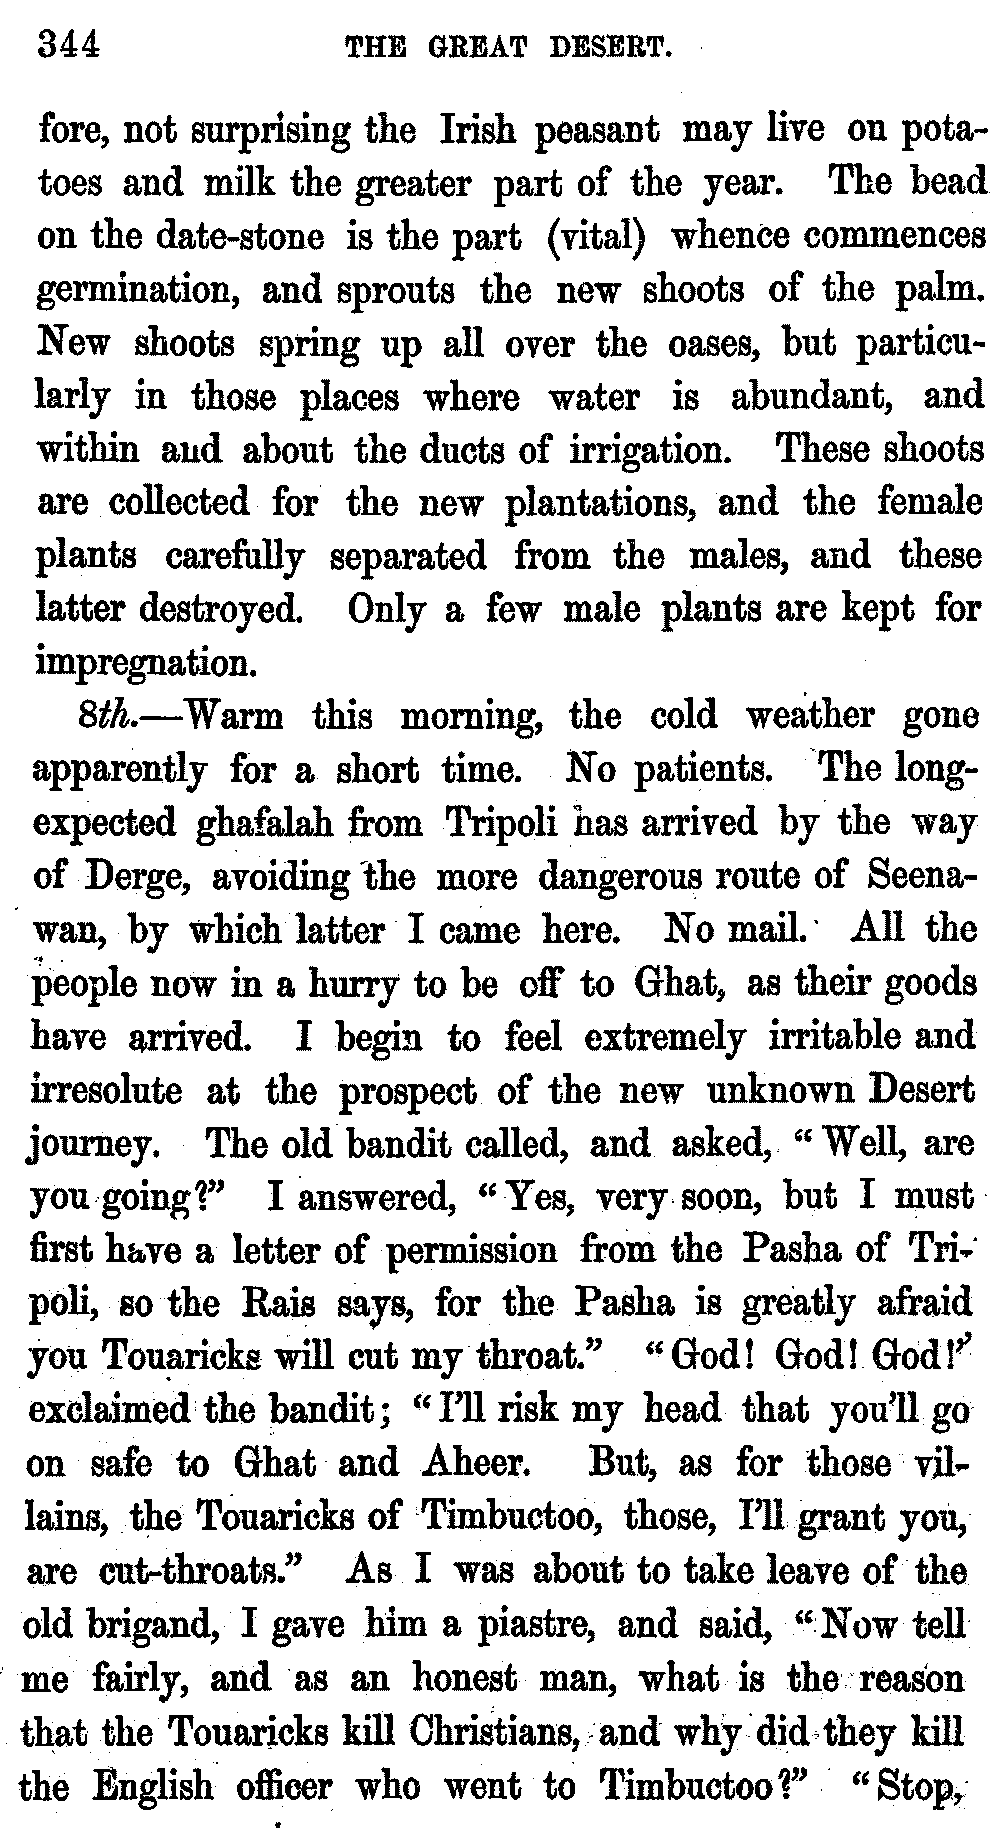 344 THE GREAT DESERT.
fore, not surprising the Irish peasant may live on pota-
toes and milk the greater part of the year. The bead
on the date-stone is the part (vital) whence commences
germination, and sprouts the new shoots of the palm.
New shoots spring up all over the oases, but particu-
larly in those places where water is abundant, and
within and about the ducts of irrigation. These shoots
are collected for the new plantations, and the female
plants carefully separated from the males, and these
latter destroyed. Only a few male plants are kept for
impregnation.
8th.—Warm this morning, the cold weather gone
apparently for a short time. No patients. The long-
expected ghafalah from Tripoli has arrived by the way
of Derge, avoiding the more dangerous route of Seena-
wan, by which latter I came here. No mail. All the
people now in a hurry to be off to Ghat, as their goods
have arrived. I begin to feel extremely irritable and
irresolute at the prospect of the new unknown Desert
journey. The old bandit called, and asked, “Well, are
you going?” I answered, “Yes, very soon, but I must
first have a letter of permission from the Pasha of Tri-
poli, so the Rais says, for the Pasha is greatly afraid
you Touaricks will cut my throat.” “God! God! God!”
exclaimed the bandit; “I’ll risk my head that you’ll go
on safe to Ghat and Aheer. But, as for those vil-
lains, the Touaricks of Timbuctoo, those, I’ll grant you,
are cut-throats.” As I was about to take leave of the
old brigand, I gave him a piastre, and said, “Now tell
me fairly, and as an honest man, what is the reason
that the Touaricks kill Christians, and why did they kill
the English officer who went to Timbuctoo?” “Stop,